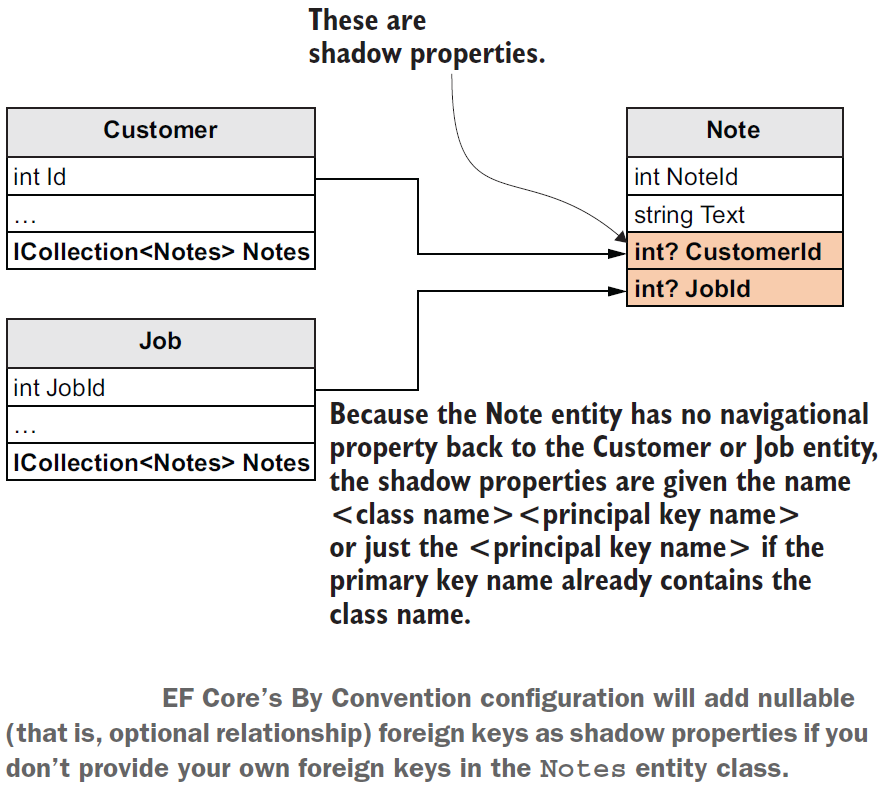 These are
shadow properties.
Customer
int Id
...
ICollection<Notes> Notes
Note
int NoteId
string Text
int? CustomerId
int? JobId
Job
int JobId
...
ICollection<Notes> Notes
Because the Note entity has no navigational
property back to the Customer or Job entity,
the shadow properties are given the name
<class name><principal key name>
or just the <principal key name> if the
primary key name already contains the
class name.
EF Core’s By Convention configuration will add nullable
(that is, optional relationship) foreign keys as shadow properties if you
don’t provide your own foreign keys in the Notes entity class.